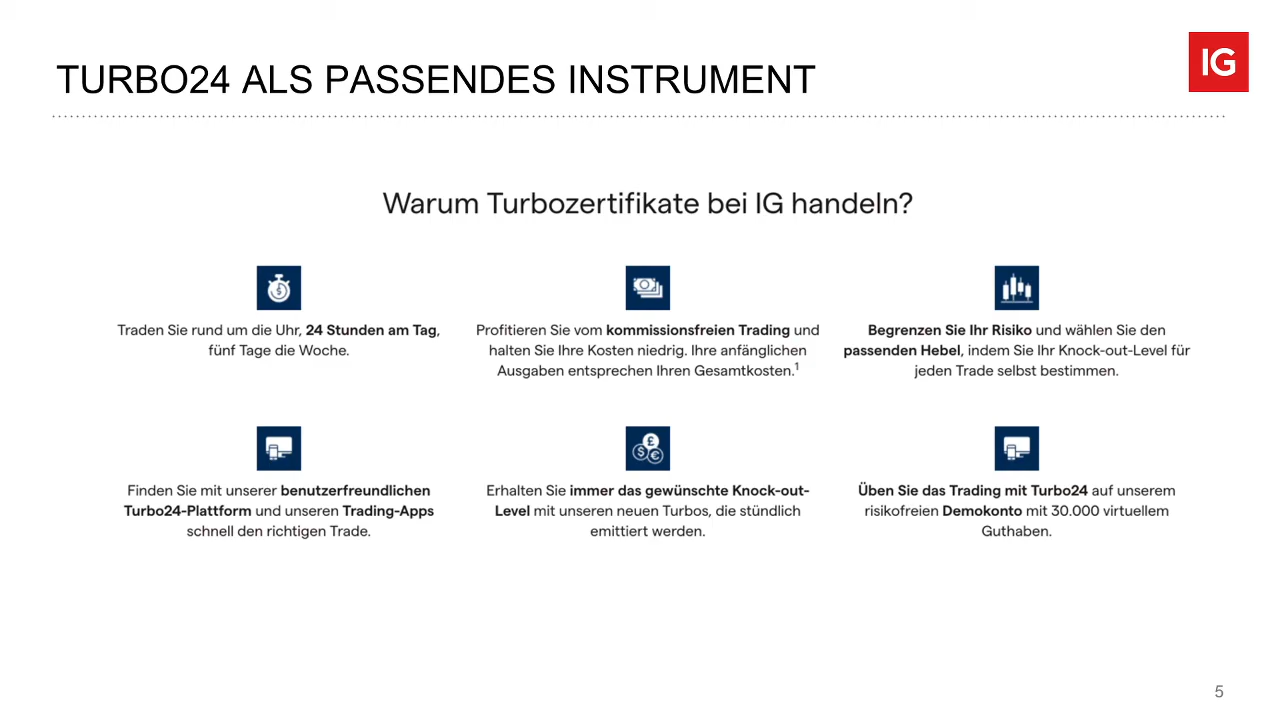 TURBO24 ALS PASSENDES INSTRUMENT
IG
Warum Turbozertifikate bei IG handeln?
Traden Sie rund um die Uhr, 24 Stunden am Tag,
fünf Tage die Woche.
Profitieren Sie vom kommissionsfreien Trading und
halten Sie Ihre Kosten niedrig. Ihre anfänglichen
Ausgaben entsprechen Ihren Gesamtkosten.¹
Begrenzen Sie Ihr Risiko und wählen Sie den
passenden Hebel, indem Sie Ihr Knock-out-Level für
jeden Trade selbst bestimmen.
Finden Sie mit unserer benutzerfreundlichen
Turbo24-Plattform und unseren Trading-Apps
schnell den richtigen Trade.
Erhalten Sie immer das gewünschte Knock-out-
Level mit unseren neuen Turbos, die stündlich
emittiert werden.
Üben Sie das Trading mit Turbo24 auf unserem
risikofreien Demokonto mit 30.000 virtuellem
Guthaben.
5